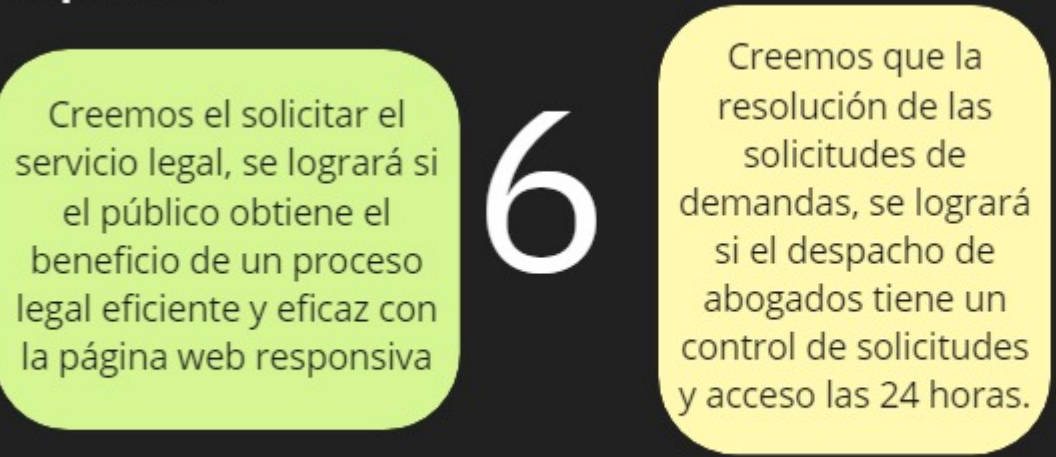 Creemos el solicitar el
servicio legal, se logrará si
el público obtiene el
beneficio de un proceso
legal eficiente y eficaz con
la página web responsiva
6
Creemos que la
resolución de las
solicitudes de
demandas, se logrará
si el despacho de
abogados tiene un
control de solicitudes
y acceso las 24 horas.